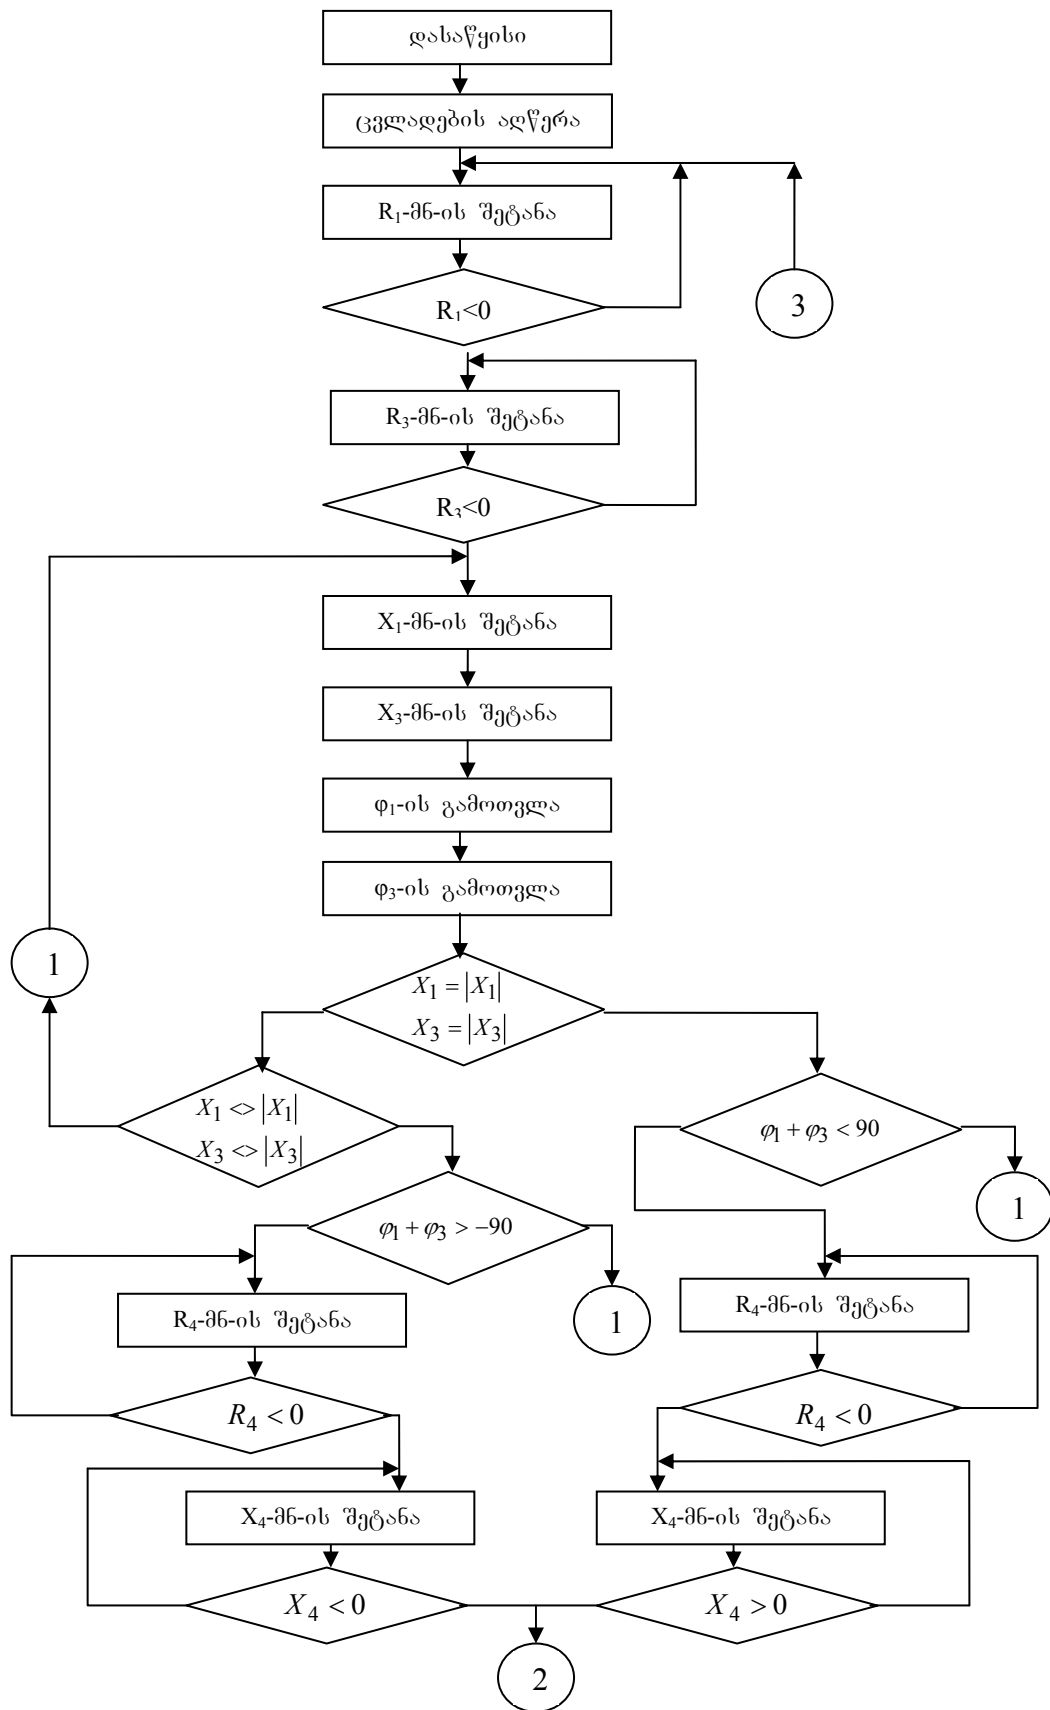 დასაწყისი
ცვლადების აღწერა
R₁-მნ-ის შეტანა
R₁<0
3
R₃-მნ-ის შეტანა
R₃<0
X₁-მნ-ის შეტანა
X₃-მნ-ის შეტანა
φ₁-ის გამოთვლა
φ₃-ის გამოთვლა
1
X₁ = |X₁|
X₃ = |X₃|
X₁ <> |X₁|
X₃ <> |X₃|
φ₁ + φ₃ < 90
1
φ₁ + φ₃ > −90
1
R₄-მნ-ის შეტანა
R₄-მნ-ის შეტანა
R₄ < 0
R₄ < 0
X₄-მნ-ის შეტანა
X₄-მნ-ის შეტანა
X₄ < 0
X₄ > 0
2